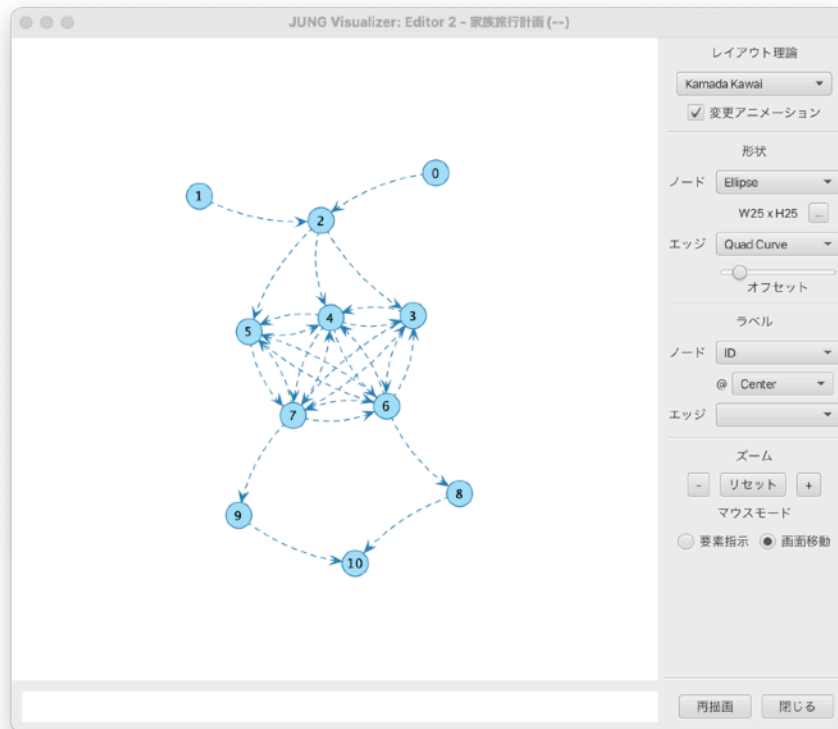 JUNG Visualizer: Editor 2 - 家族旅行計画 (--)
レイアウト理論
Kamada Kawai
変更アニメーション
形状
ノード Ellipse
W25 x H25 ...
エッジ Quad Curve
オフセット
ラベル
ノード ID
@ Center
エッジ
ズーム
- リセット +
マウスモード
要素指示 画面移動
再描画 閉じる
0
1
2
3
4
5
6
7
8
9
10